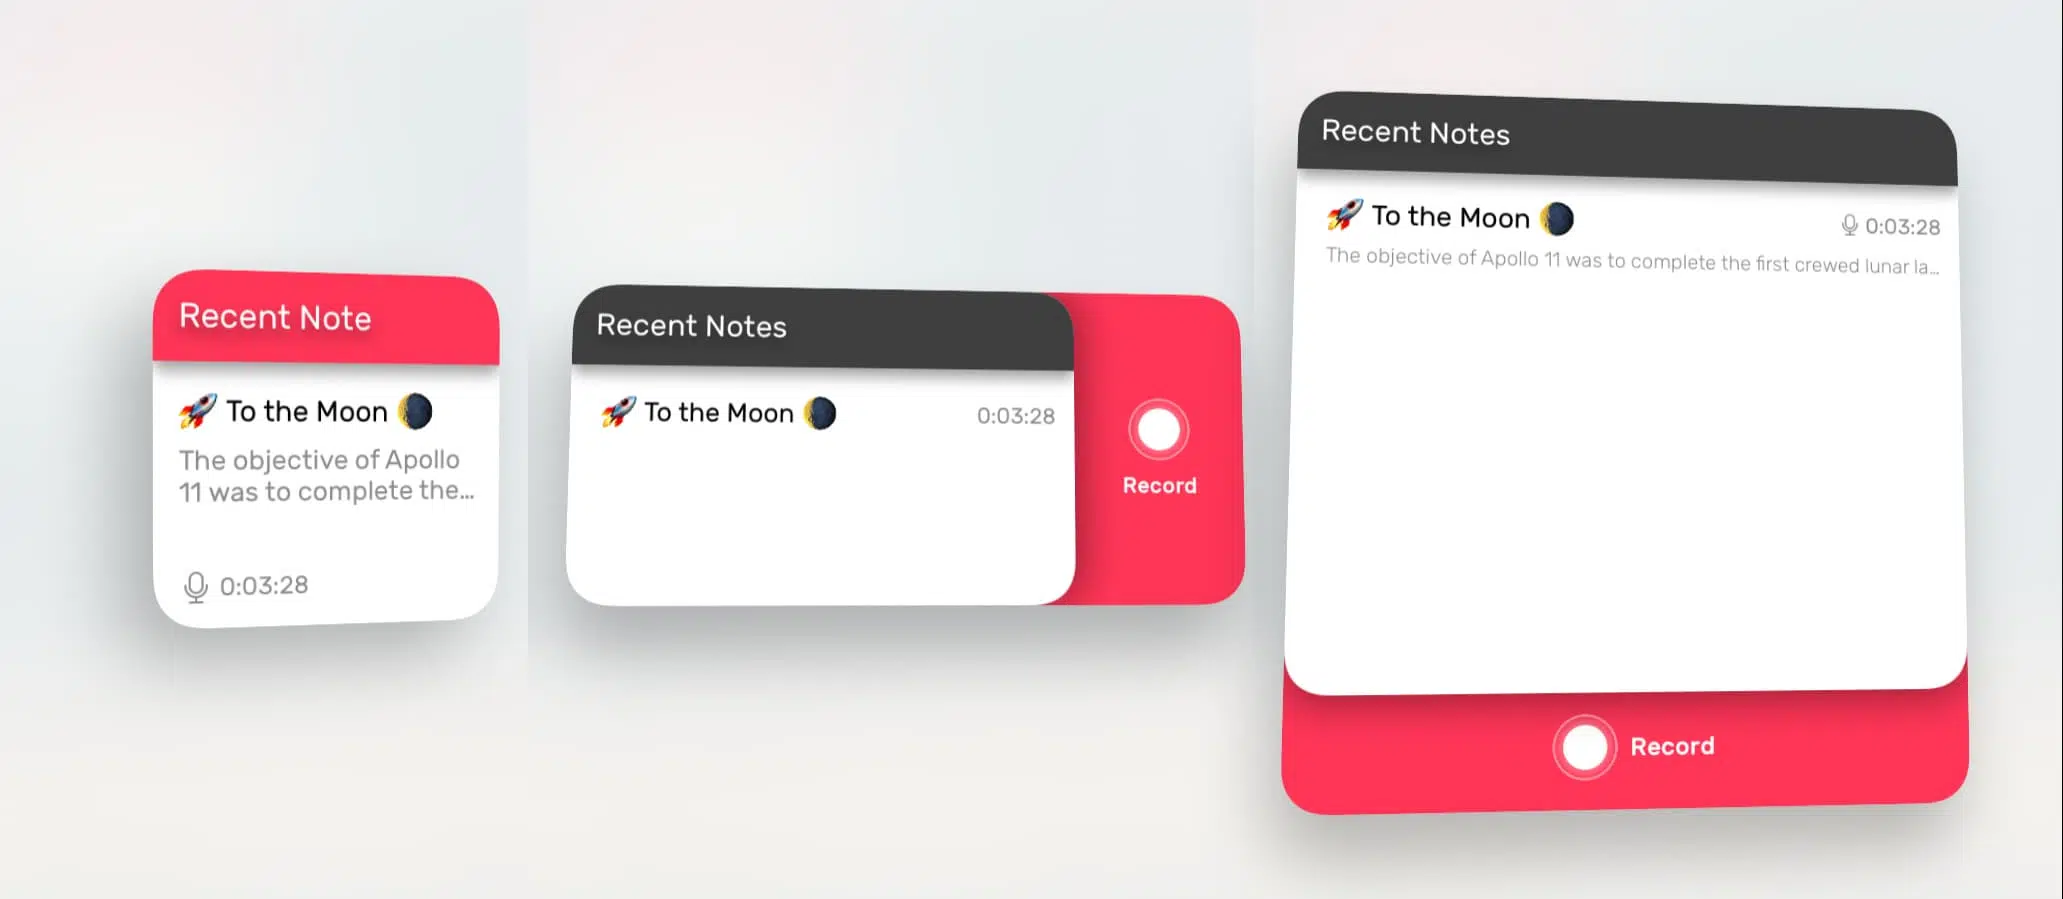 Recent Note
🚀 To the Moon 🌘
The objective of Apollo
11 was to complete the...
0:03:28
Recent Notes
🚀 To the Moon 🌘
0:03:28
Record
Recent Notes
🚀 To the Moon 🌘
0:03:28
The objective of Apollo 11 was to complete the first crewed lunar la...
Record